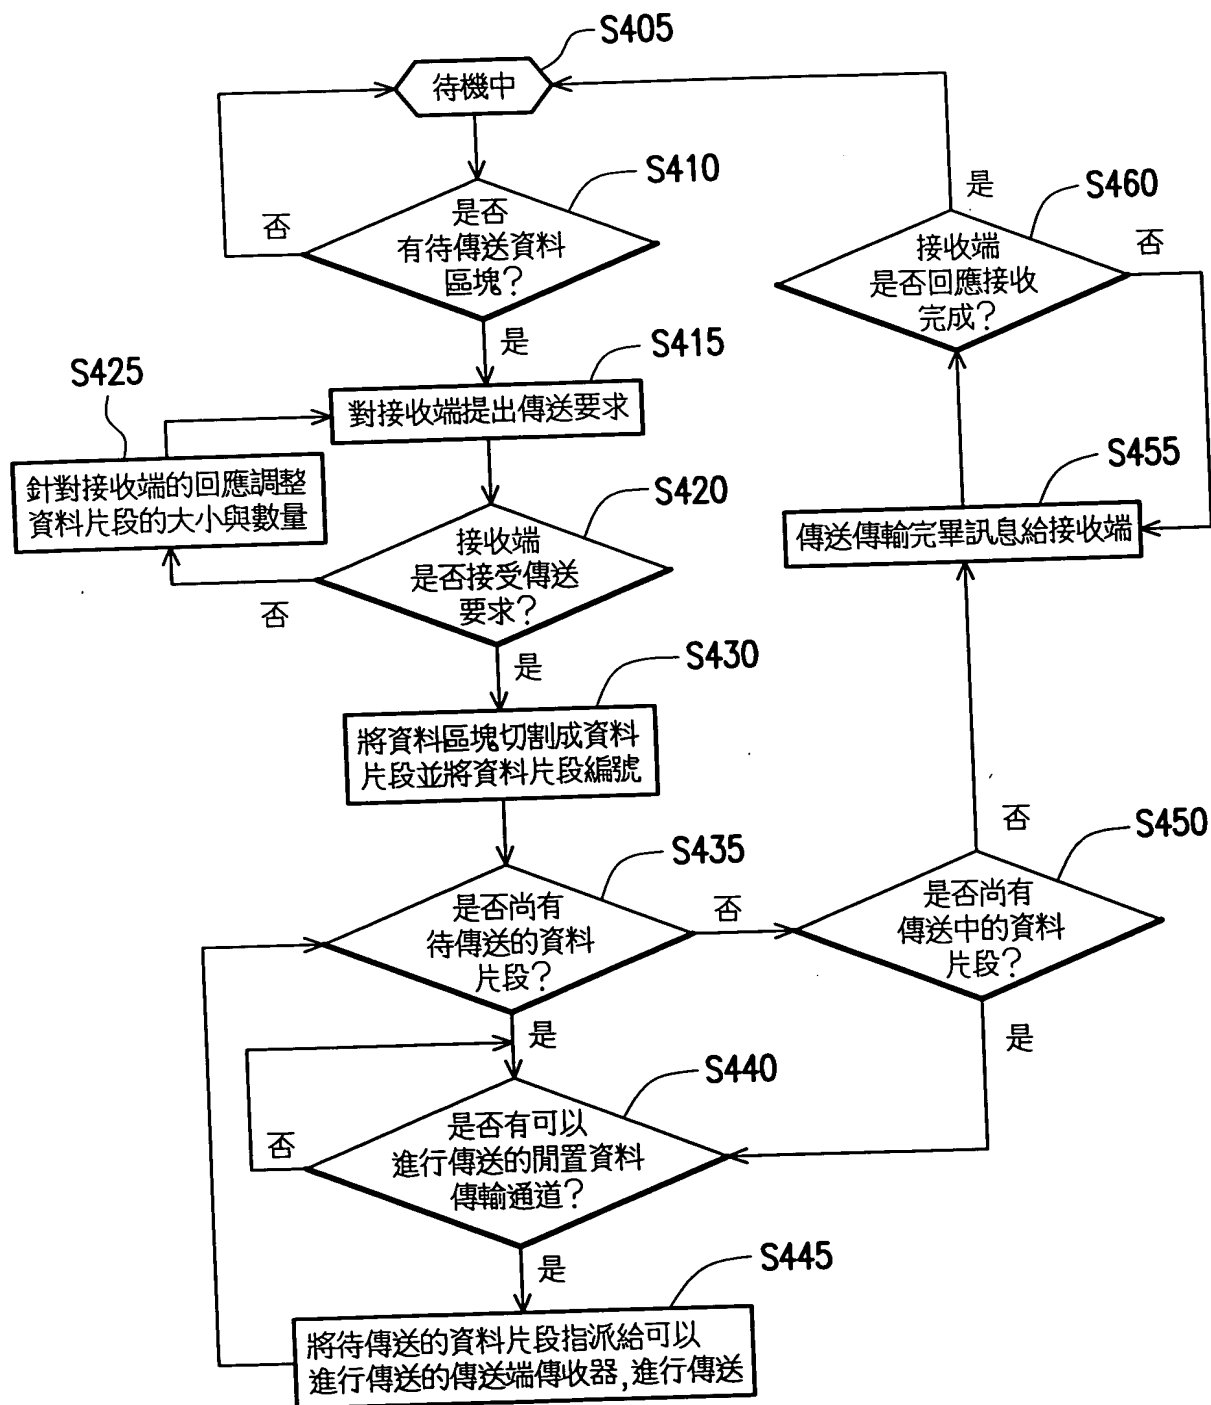 S405
待機中
S410
是否
有待傳送資料
區塊?
否
是
S415
對接收端提出傳送要求
S425
針對接收端的回應調整
資料片段的大小與數量
S420
接收端
是否接受傳送
要求?
否
是
S430
將資料區塊切割成資料
片段並將資料片段編號
S435
是否尚有
待傳送的資料
片段?
否
是
S440
是否有可以
進行傳送的閒置資料
傳輸通道?
否
是
S445
將待傳送的資料片段指派給可以
進行傳送的傳送端傳收器,進行傳送
S450
是否尚有
傳送中的資料
片段?
否
是
S455
傳送傳輸完畢訊息給接收端
S460
接收端
是否回應接收
完成?
是
否